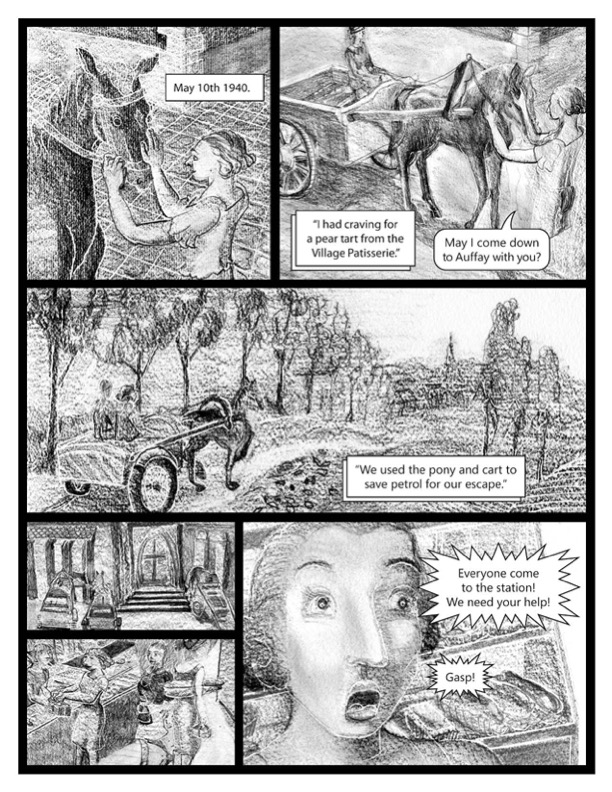 May 10th 1940.
“I had craving for
a pear tart from the
Village Patisserie.”
May I come down
to Auffay with you?
“We used the pony and cart to
save petrol for our escape.”
Everyone come
to the station!
We need your help!
Gasp!